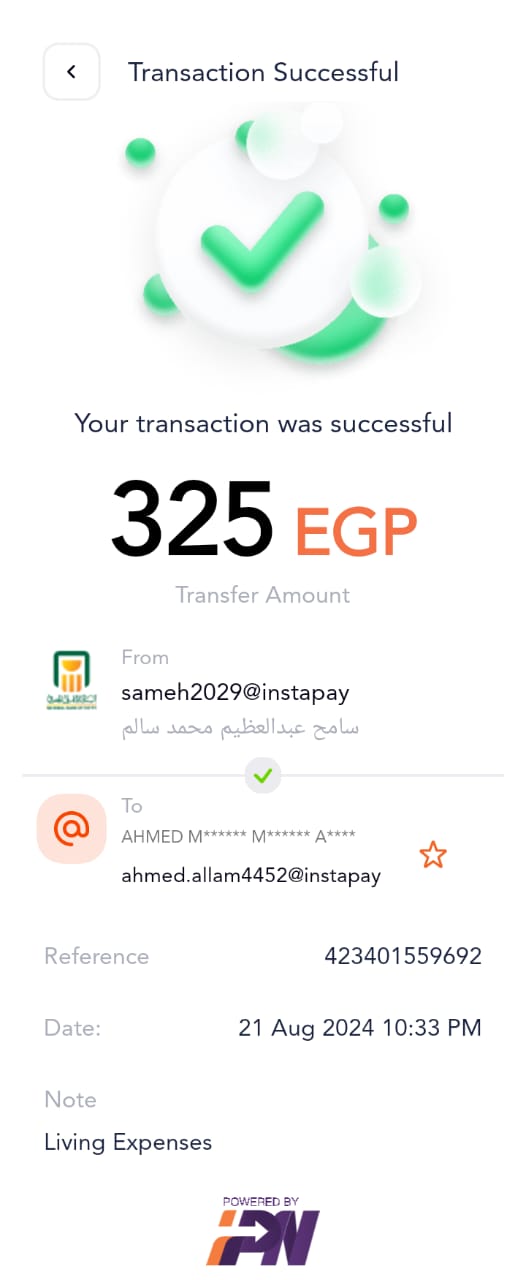 Transaction Successful
Your transaction was successful
325 EGP
Transfer Amount
From
sameh2029@instapay
سامح عبدالعظيم محمد سالم
To
AHMED M****** M****** A****
ahmed.allam4452@instapay
Reference 423401559692
Date: 21 Aug 2024 10:33 PM
Note
Living Expenses
POWERED BY
IPN